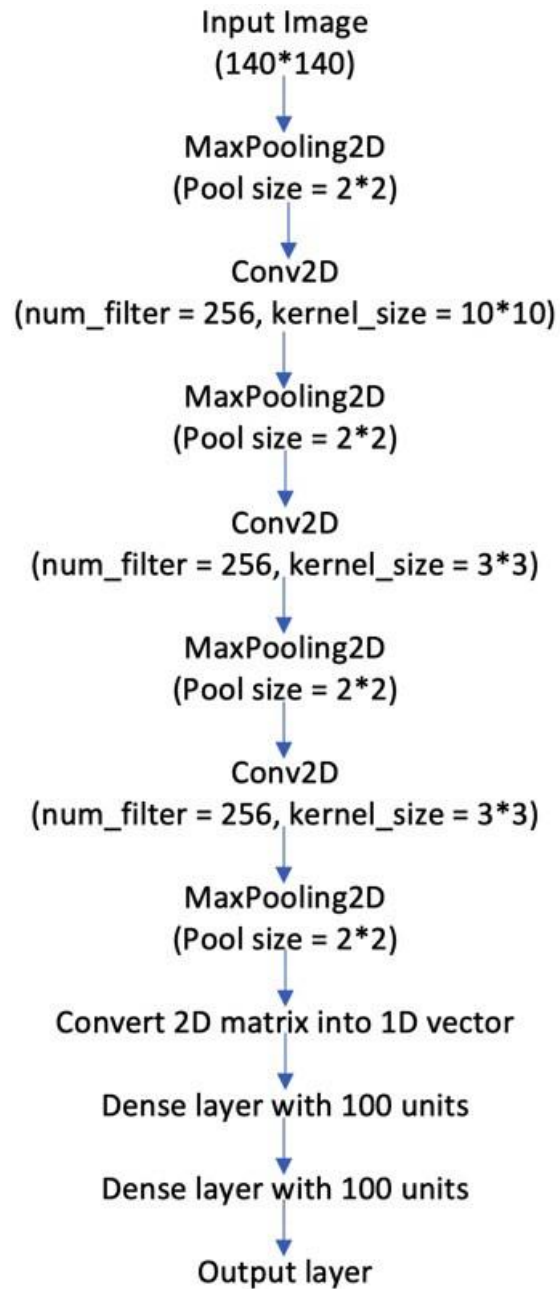 Input Image
(140*140)
MaxPooling2D
(Pool size = 2*2)
Conv2D
(num_filter = 256, kernel_size = 10*10)
MaxPooling2D
(Pool size = 2*2)
Conv2D
(num_filter = 256, kernel_size = 3*3)
MaxPooling2D
(Pool size = 2*2)
Conv2D
(num_filter = 256, kernel_size = 3*3)
MaxPooling2D
(Pool size = 2*2)
Convert 2D matrix into 1D vector
Dense layer with 100 units
Dense layer with 100 units
Output layer